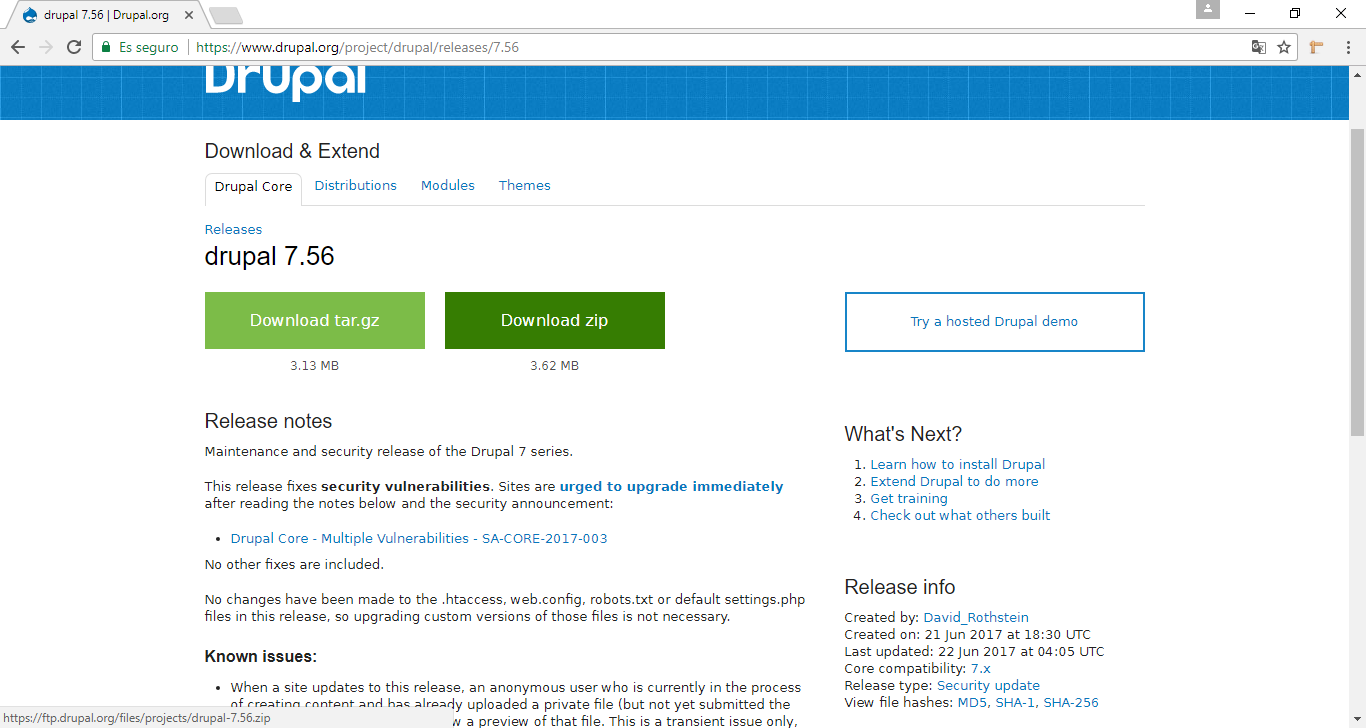 drupal 7.56 | Drupal.org
Es seguro https://www.drupal.org/project/drupal/releases/7.56
Drupal
Download & Extend
Drupal Core Distributions Modules Themes
Releases
drupal 7.56
Download tar.gz
3.13 MB
Download zip
3.62 MB
Try a hosted Drupal demo
Release notes
Maintenance and security release of the Drupal 7 series.
This release fixes security vulnerabilities. Sites are urged to upgrade immediately
after reading the notes below and the security announcement:
• Drupal Core - Multiple Vulnerabilities - SA-CORE-2017-003
No other fixes are included.
No changes have been made to the .htaccess, web.config, robots.txt or default settings.php
files in this release, so upgrading custom versions of those files is not necessary.
Known issues:
• When a site updates to this release, an anonymous user who is currently in the process
of creating content and has already uploaded a private file (but not yet submitted the
w a preview of that file. This is a transient issue only,
What's Next?
1. Learn how to install Drupal
2. Extend Drupal to do more
3. Get training
4. Check out what others built
Release info
Created by: David_Rothstein
Created on: 21 Jun 2017 at 18:30 UTC
Last updated: 22 Jun 2017 at 04:05 UTC
Core compatibility: 7.x
Release type: Security update
View file hashes: MD5, SHA-1, SHA-256
https://ftp.drupal.org/files/projects/drupal-7.56.zip